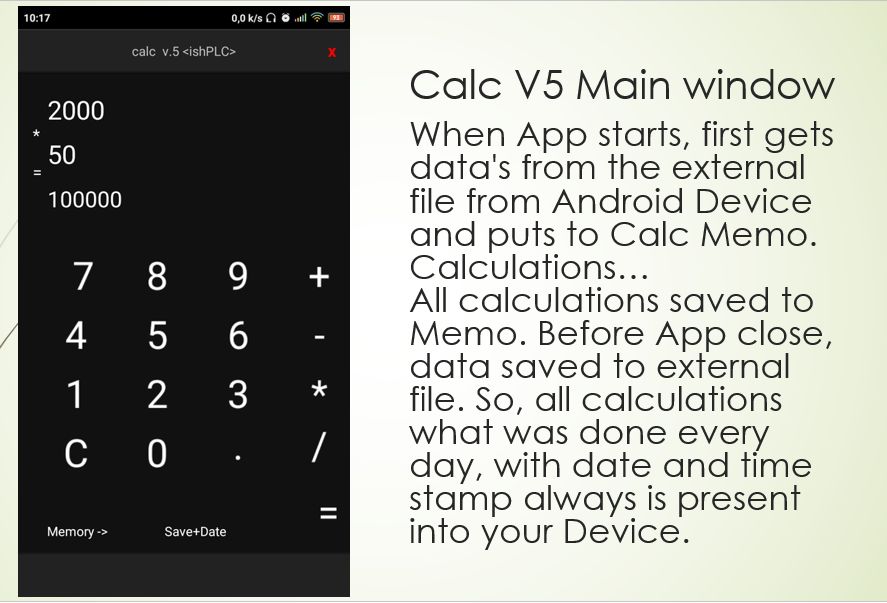 10:17 0,0 k/s 98
calc v.5 <ishPLC> x
2000
*
50
=
100000
7 8 9 +
4 5 6 -
1 2 3 *
C 0 . /
=
Memory -> Save+Date
Calc V5 Main window
When App starts, first gets
data's from the external
file from Android Device
and puts to Calc Memo.
Calculations…
All calculations saved to
Memo. Before App close,
data saved to external
file. So, all calculations
what was done every
day, with date and time
stamp always is present
into your Device.